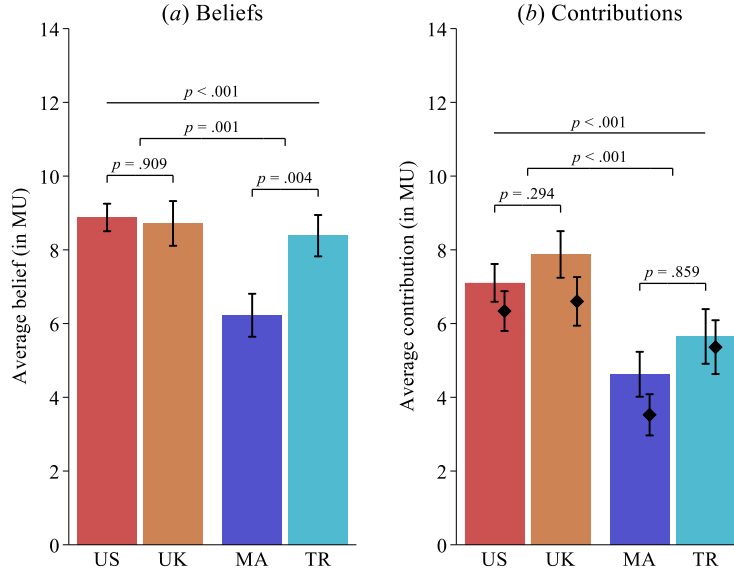 (a) Beliefs
Average belief (in MU)
14
12
10
8
6
4
2
0
p < .001
p = .001
p = .909
p = .004
US
UK
MA
TR
(b) Contributions
Average contribution (in MU)
14
12
10
8
6
4
2
0
p < .001
p < .001
p = .294
p = .859
US
UK
MA
TR